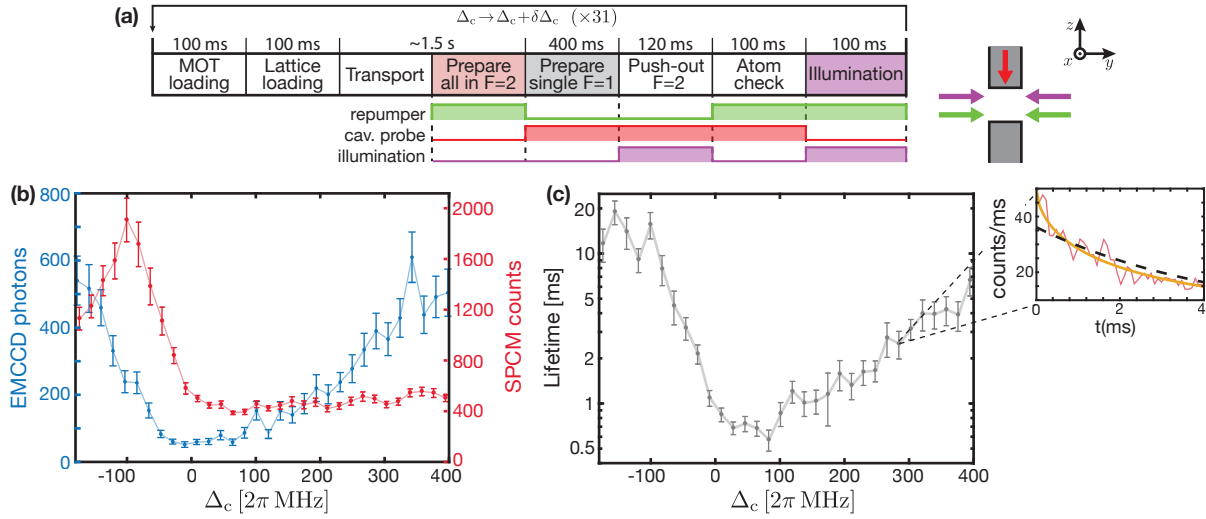 (a)
Δc → Δc + δΔc (×31)
100 ms 100 ms ~1.5 s 400 ms 120 ms 100 ms 100 ms
MOT loading
Lattice loading
Transport
Prepare all in F=2
Prepare single F=1
Push-out F=2
Atom check
Illumination
repumper
cav. probe
illumination
z
x
y
(b)
800
600
400
200
0
EMCCD photons
2000
1600
1200
800
400
0
SPCM counts
-100 0 100 200 300 400
Δc [2π MHz]
(c)
20
10
5
2
1
0.5
Lifetime [ms]
-100 0 100 200 300 400
Δc [2π MHz]
counts/ms
40
20
0 2 4
t(ms)